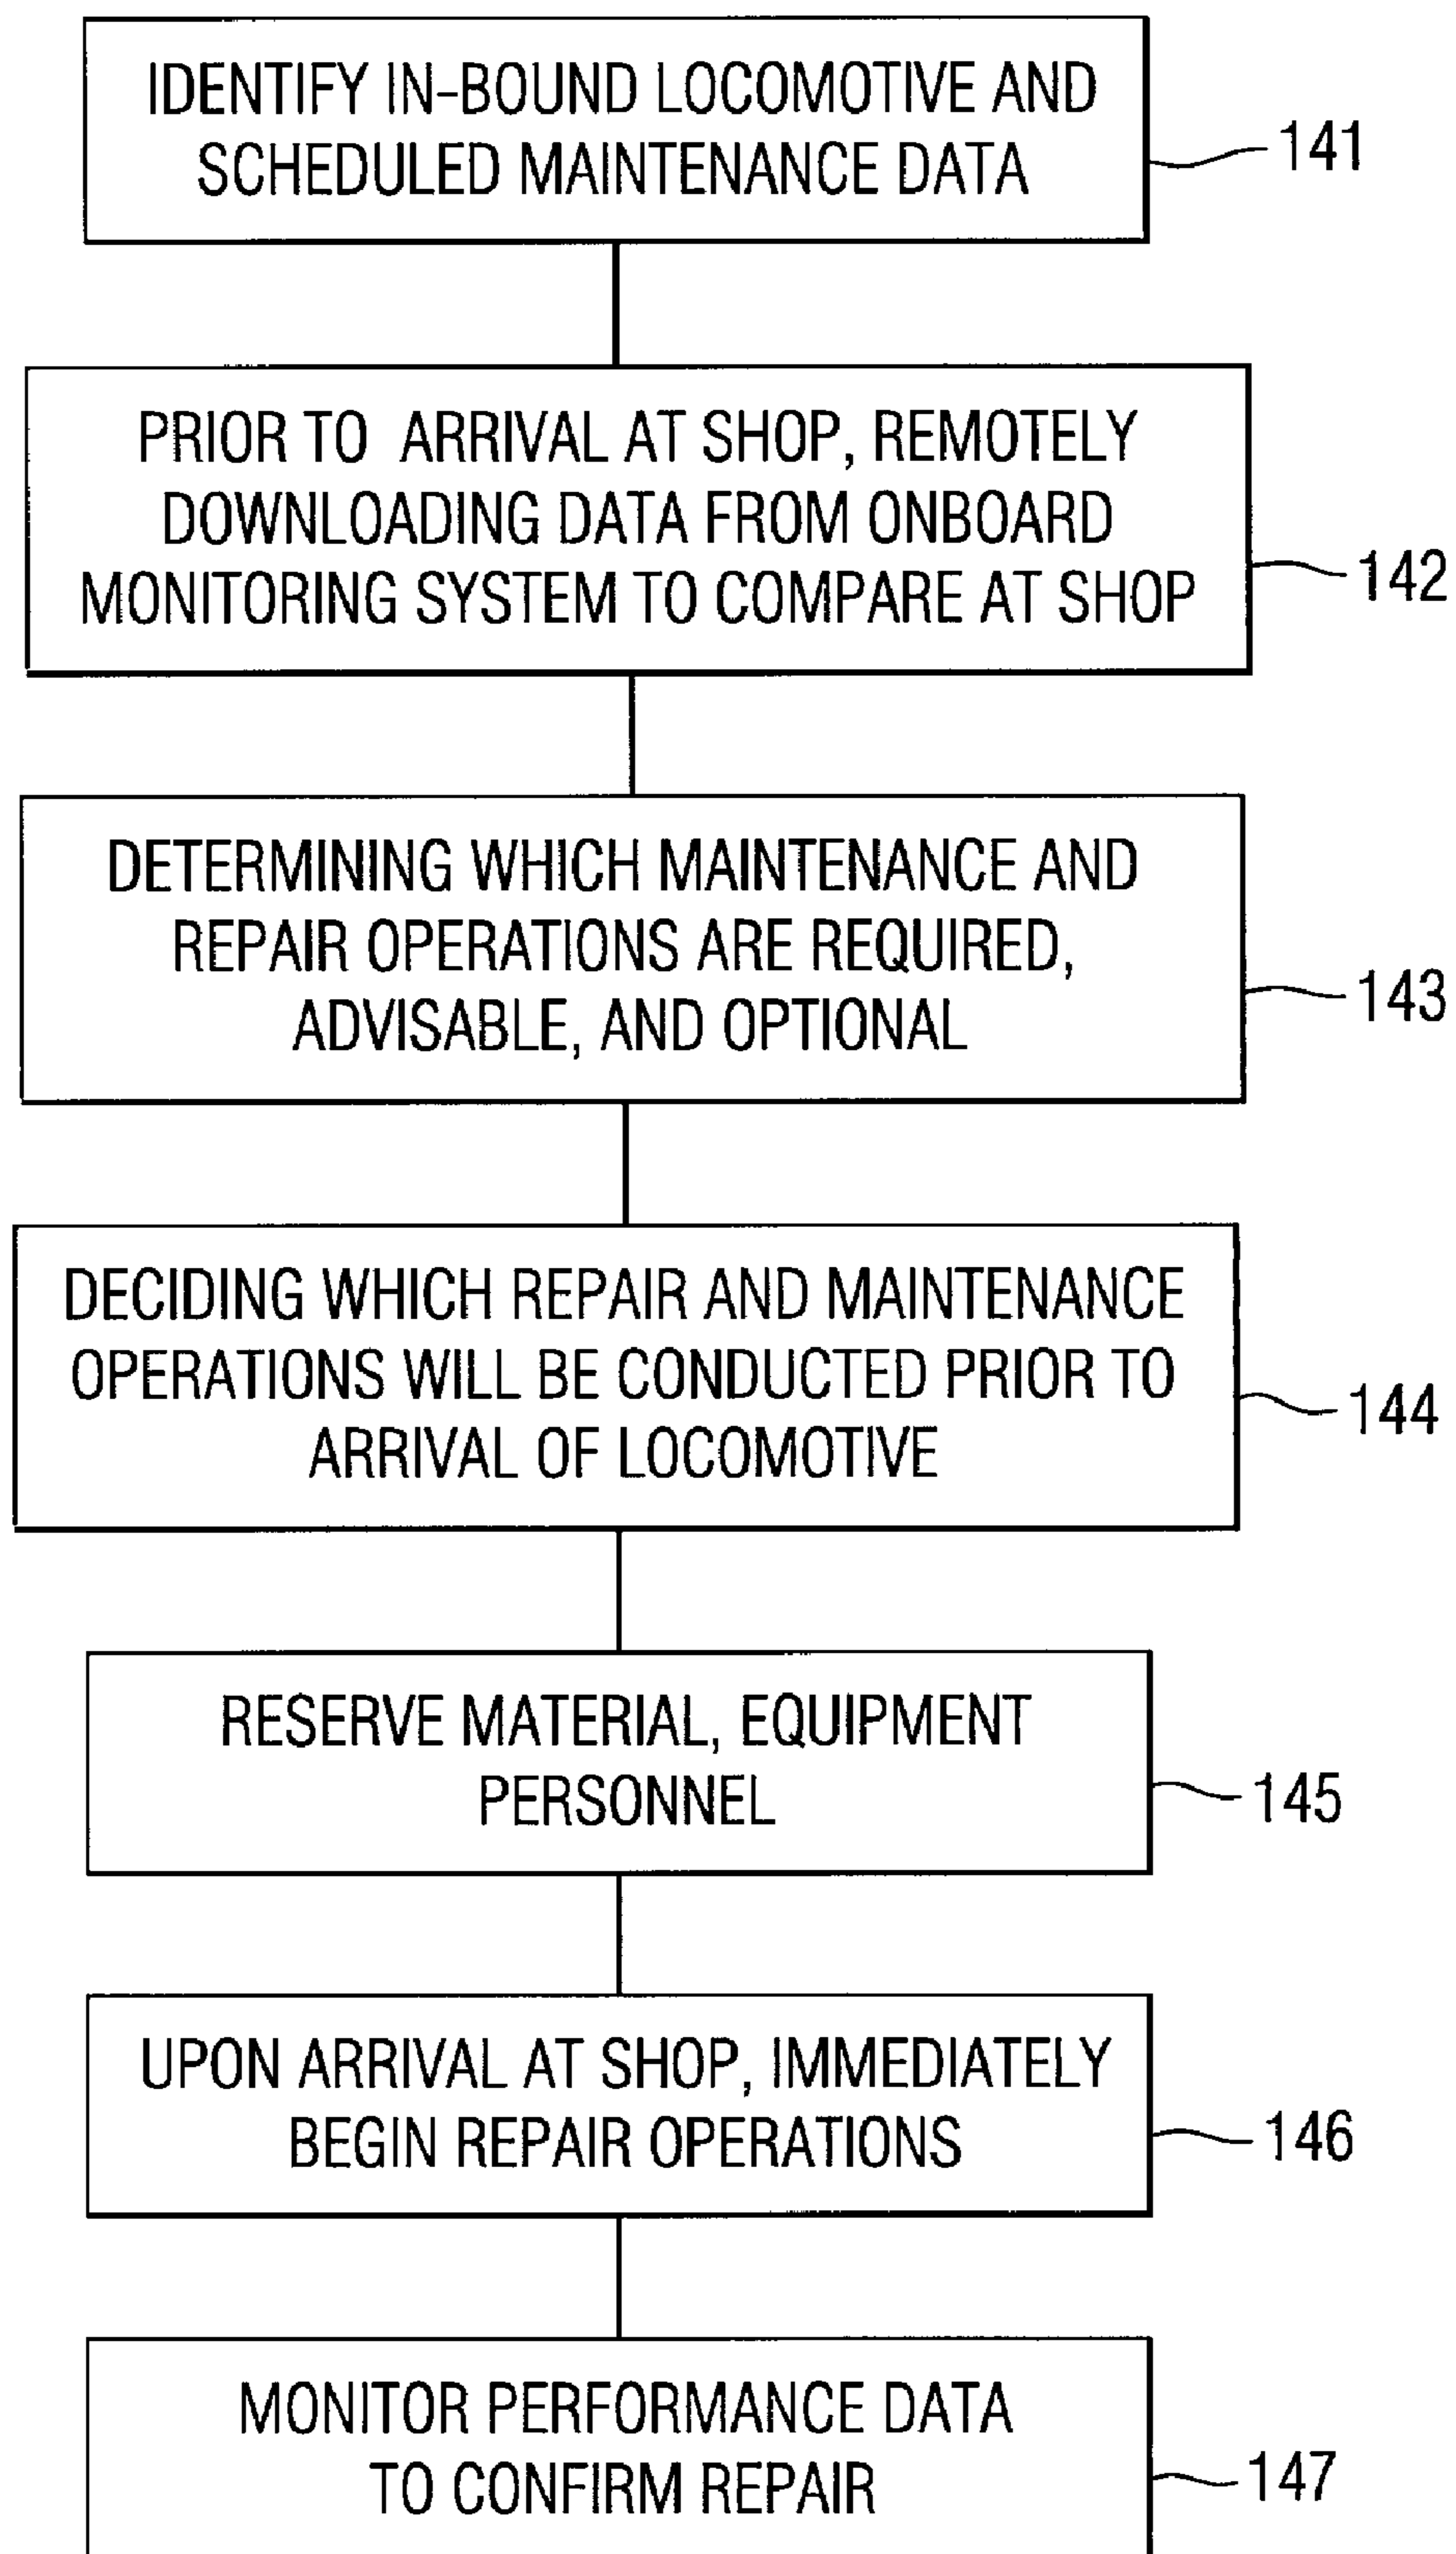 IDENTIFY IN-BOUND LOCOMOTIVE AND
SCHEDULED MAINTENANCE DATA
141
PRIOR TO ARRIVAL AT SHOP, REMOTELY
DOWNLOADING DATA FROM ONBOARD
MONITORING SYSTEM TO COMPARE AT SHOP
142
DETERMINING WHICH MAINTENANCE AND
REPAIR OPERATIONS ARE REQUIRED,
ADVISABLE, AND OPTIONAL
143
DECIDING WHICH REPAIR AND MAINTENANCE
OPERATIONS WILL BE CONDUCTED PRIOR TO
ARRIVAL OF LOCOMOTIVE
144
RESERVE MATERIAL, EQUIPMENT
PERSONNEL
145
UPON ARRIVAL AT SHOP, IMMEDIATELY
BEGIN REPAIR OPERATIONS
146
MONITOR PERFORMANCE DATA
TO CONFIRM REPAIR
147